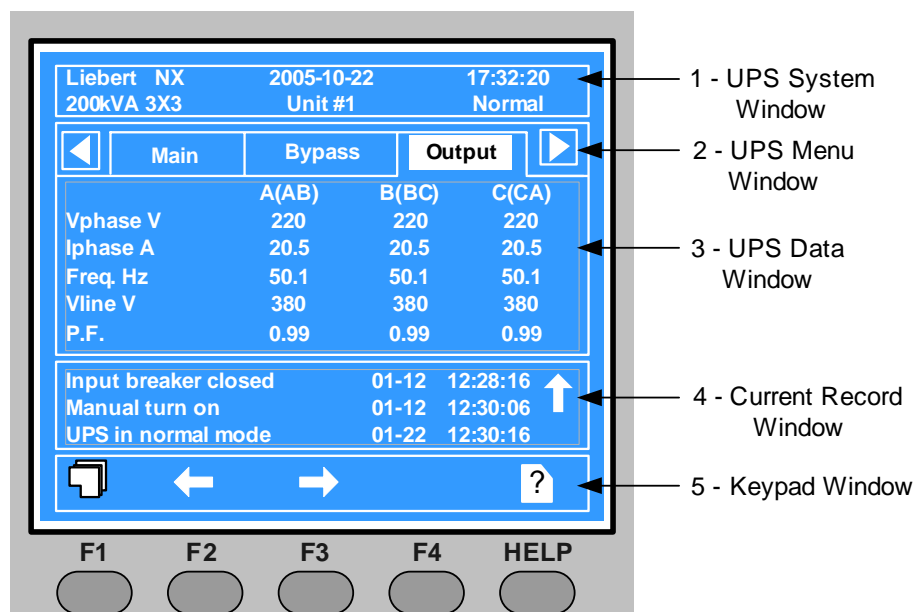 Liebert NX 2005-10-22 17:32:20
200kVA 3X3 Unit #1 Normal
1 - UPS System
Window
Main Bypass Output
2 - UPS Menu
Window
A(AB) B(BC) C(CA)
Vphase V 220 220 220
Iphase A 20.5 20.5 20.5
Freq. Hz 50.1 50.1 50.1
Vline V 380 380 380
P.F. 0.99 0.99 0.99
3 - UPS Data
Window
Input breaker closed 01-12 12:28:16
Manual turn on 01-12 12:30:06
UPS in normal mode 01-22 12:30:16
4 - Current Record
Window
?
5 - Keypad Window
F1 F2 F3 F4 HELP